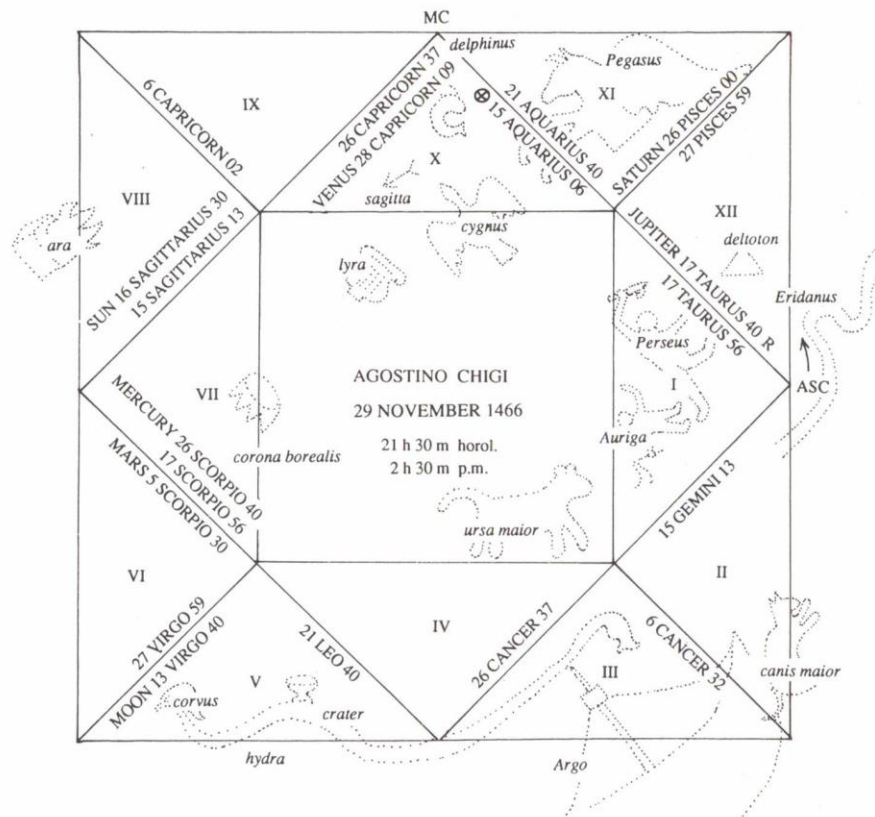 MC
delphinus
Pegasus
XI
IX
6 CAPRICORN 02
26 CAPRICORN 37
VENUS 28 CAPRICORN 09
21 AQUARIUS 40
15 AQUARIUS 06
SATURN 26 PISCES 00
27 PISCES 59
X
sagitta
VIII
ara
SUN 16 SAGITTARIUS 30
15 SAGITTARIUS 13
cygnus
lyra
XII
deltoton
JUPITER 17 TAURUS 40 R
17 TAURUS 56
Eridanus
Perseus
ASC
I
Auriga
AGOSTINO CHIGI
29 NOVEMBER 1466
21 h 30 m horol.
2 h 30 m p.m.
VII
corona borealis
MERCURY 26 SCORPIO 40
17 SCORPIO 56
MARS 5 SCORPIO 30
ursa maior
15 GEMINI 13
VI
II
27 VIRGO 59
MOON 13 VIRGO 40
21 LEO 40
IV
26 CANCER 37
III
6 CANCER 32
canis maior
V
corvus
crater
hydra
Argo